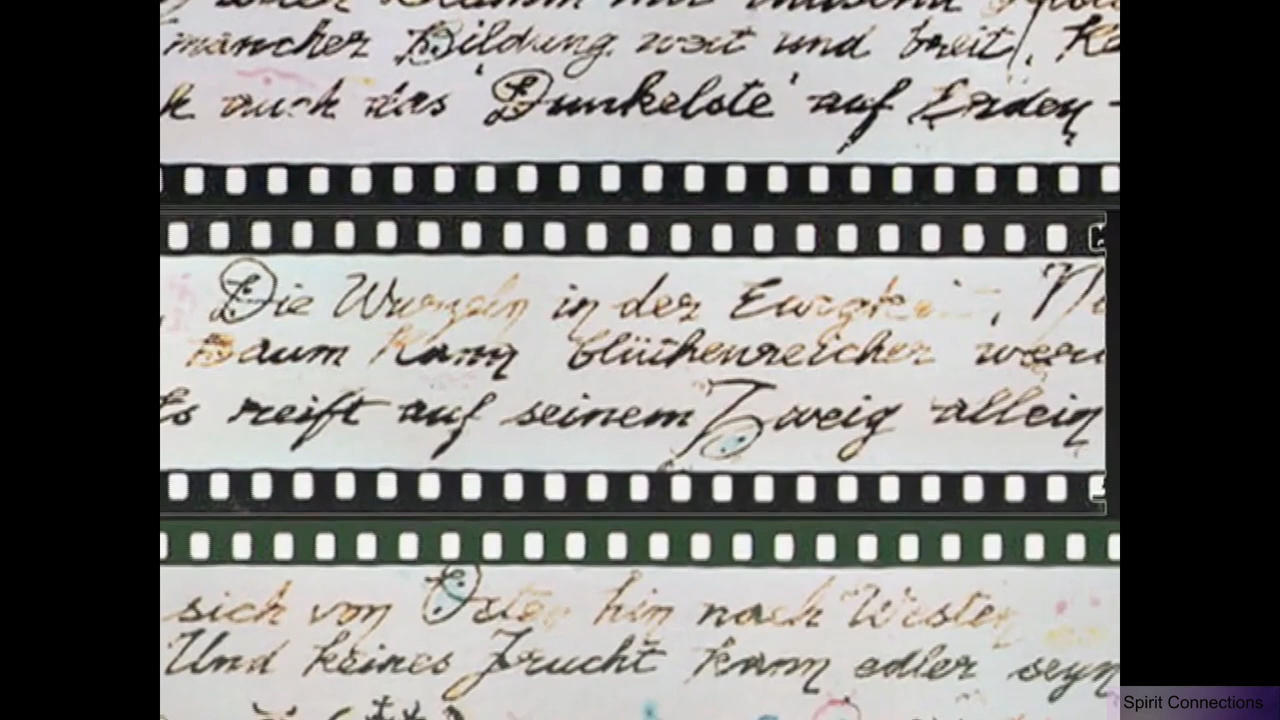 mancher Bildung weit und breit.
auch das 'Dunkelste' auf Erden -
Die Wurzeln in der Ewigkei
Baum kann blüthenreicher
reift auf seinem Zweig allein
sich von Osten hin nach Westen
Und keines Frucht kann edler seyn
Spirit Connections